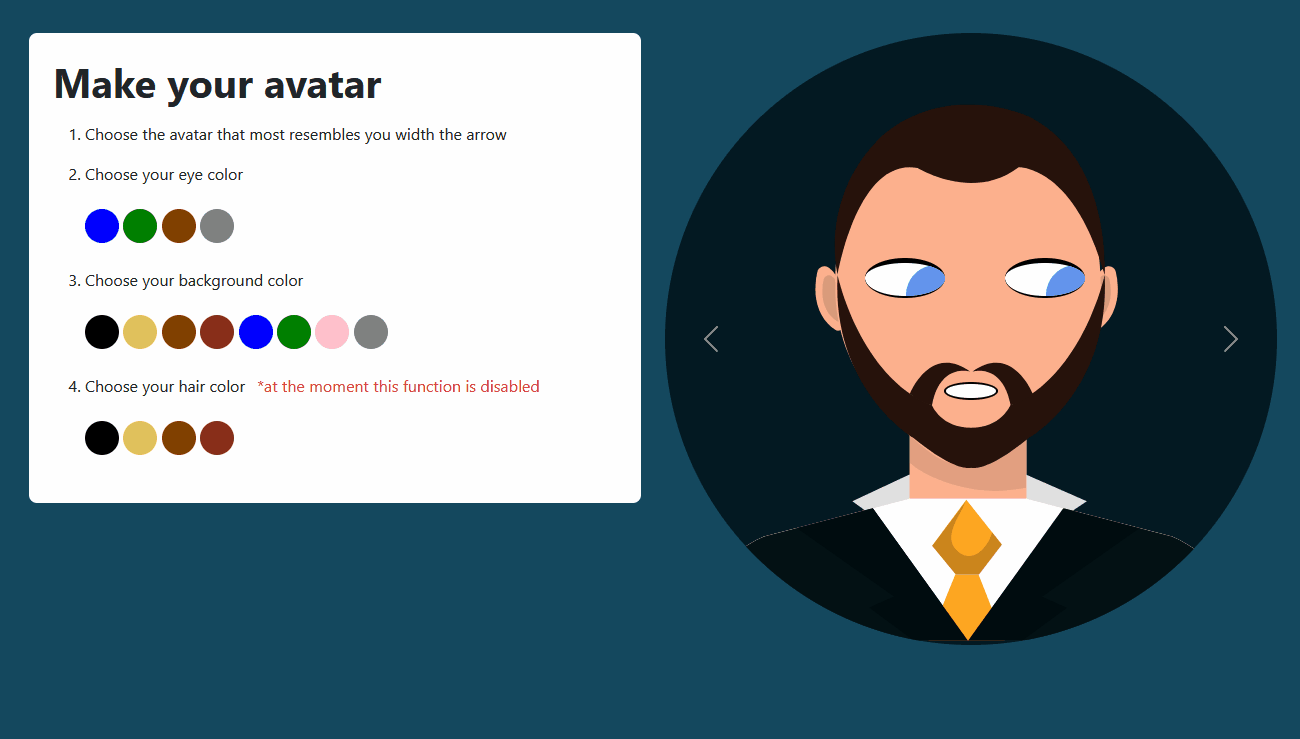 Make your avatar
1. Choose the avatar that most resembles you width the arrow
2. Choose your eye color
3. Choose your background color
4. Choose your hair color *at the moment this function is disabled